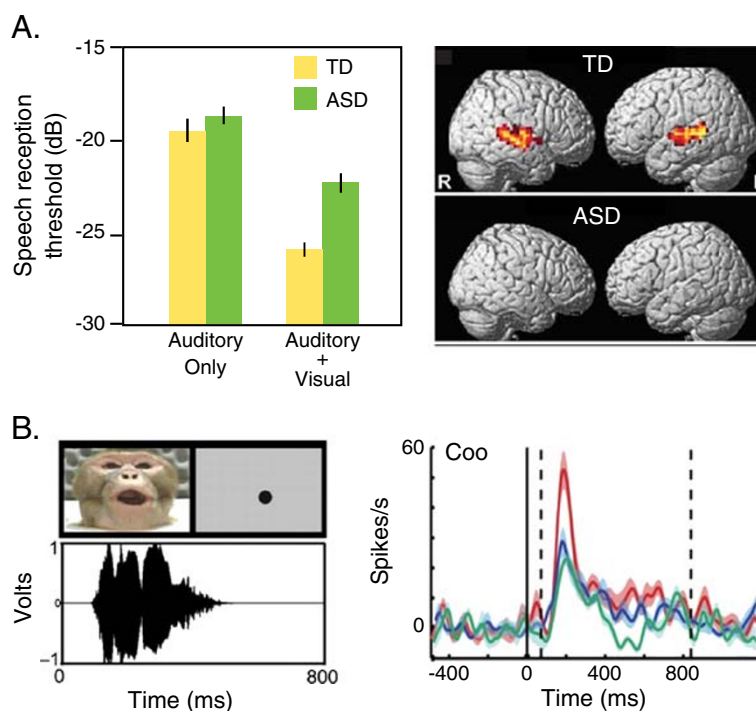 A.
-15
-20
-25
-30
Speech reception
threshold (dB)
TD
ASD
Auditory
Only
Auditory
+
Visual
TD
R
ASD
B.
1
0
-1
Volts
0
800
Time (ms)
60
0
Spikes/s
Coo
-400
0
400
800
Time (ms)